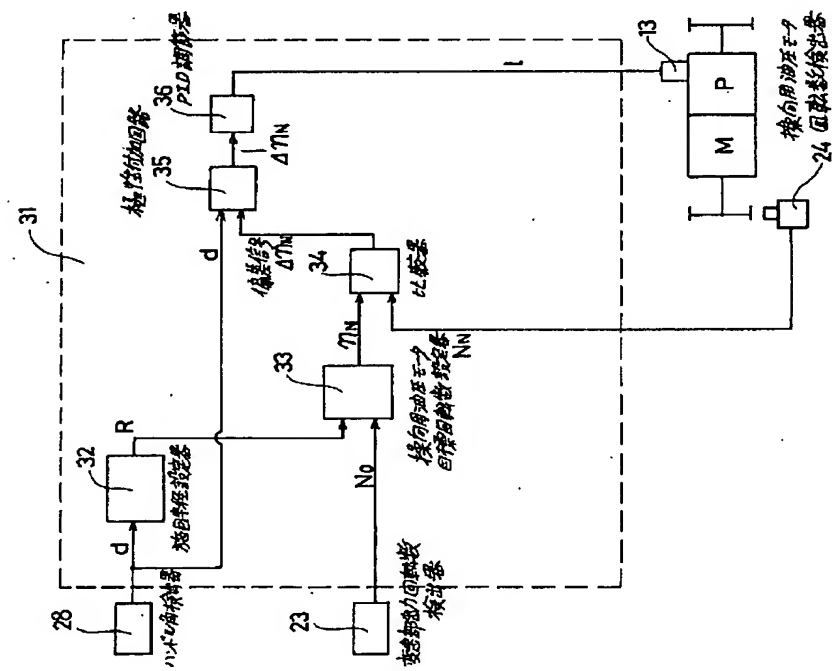 31
28
ハンドル角検出器
d
32
旋回半径設定器
R
d
23
変速部出力回転数
検出器
N0
33
操向用油圧モータ
目標回転数設定器
ηN
34
比較器
偏差信号
ΔηN
35
極性付加回路
ΔηN
36
PID調節器
I
13
M
P
NN
24
操向用油圧モータ
回転数検出器